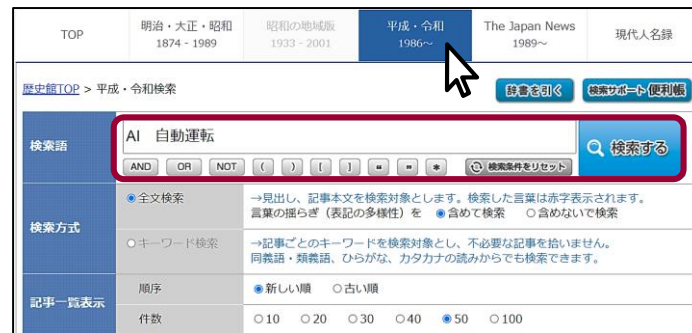 TOP
明治・大正・昭和
1874 - 1989
昭和の地域版
1933 - 2001
平成・令和
1986～
The Japan News
1989～
現代人名録
歴史館TOP > 平成・令和検索
辞書を引く
検索サポート便利帳
検索語
AI　自動運転
検索する
AND OR NOT ( ) [ ] " " * 検索条件をリセット
検索方式
全文検索
→見出し、記事本文を検索対象とします。検索した言葉は赤字表示されます。
言葉の揺らぎ（表記の多様性）を 含めて検索 含めないで検索
キーワード検索
→記事ごとのキーワードを検索対象とし、不必要な記事を拾いません。
同義語・類義語、ひらがな、カタカナの読みからでも検索できます。
記事一覧表示
順序
新しい順 古い順
件数
10 20 30 40 50 100